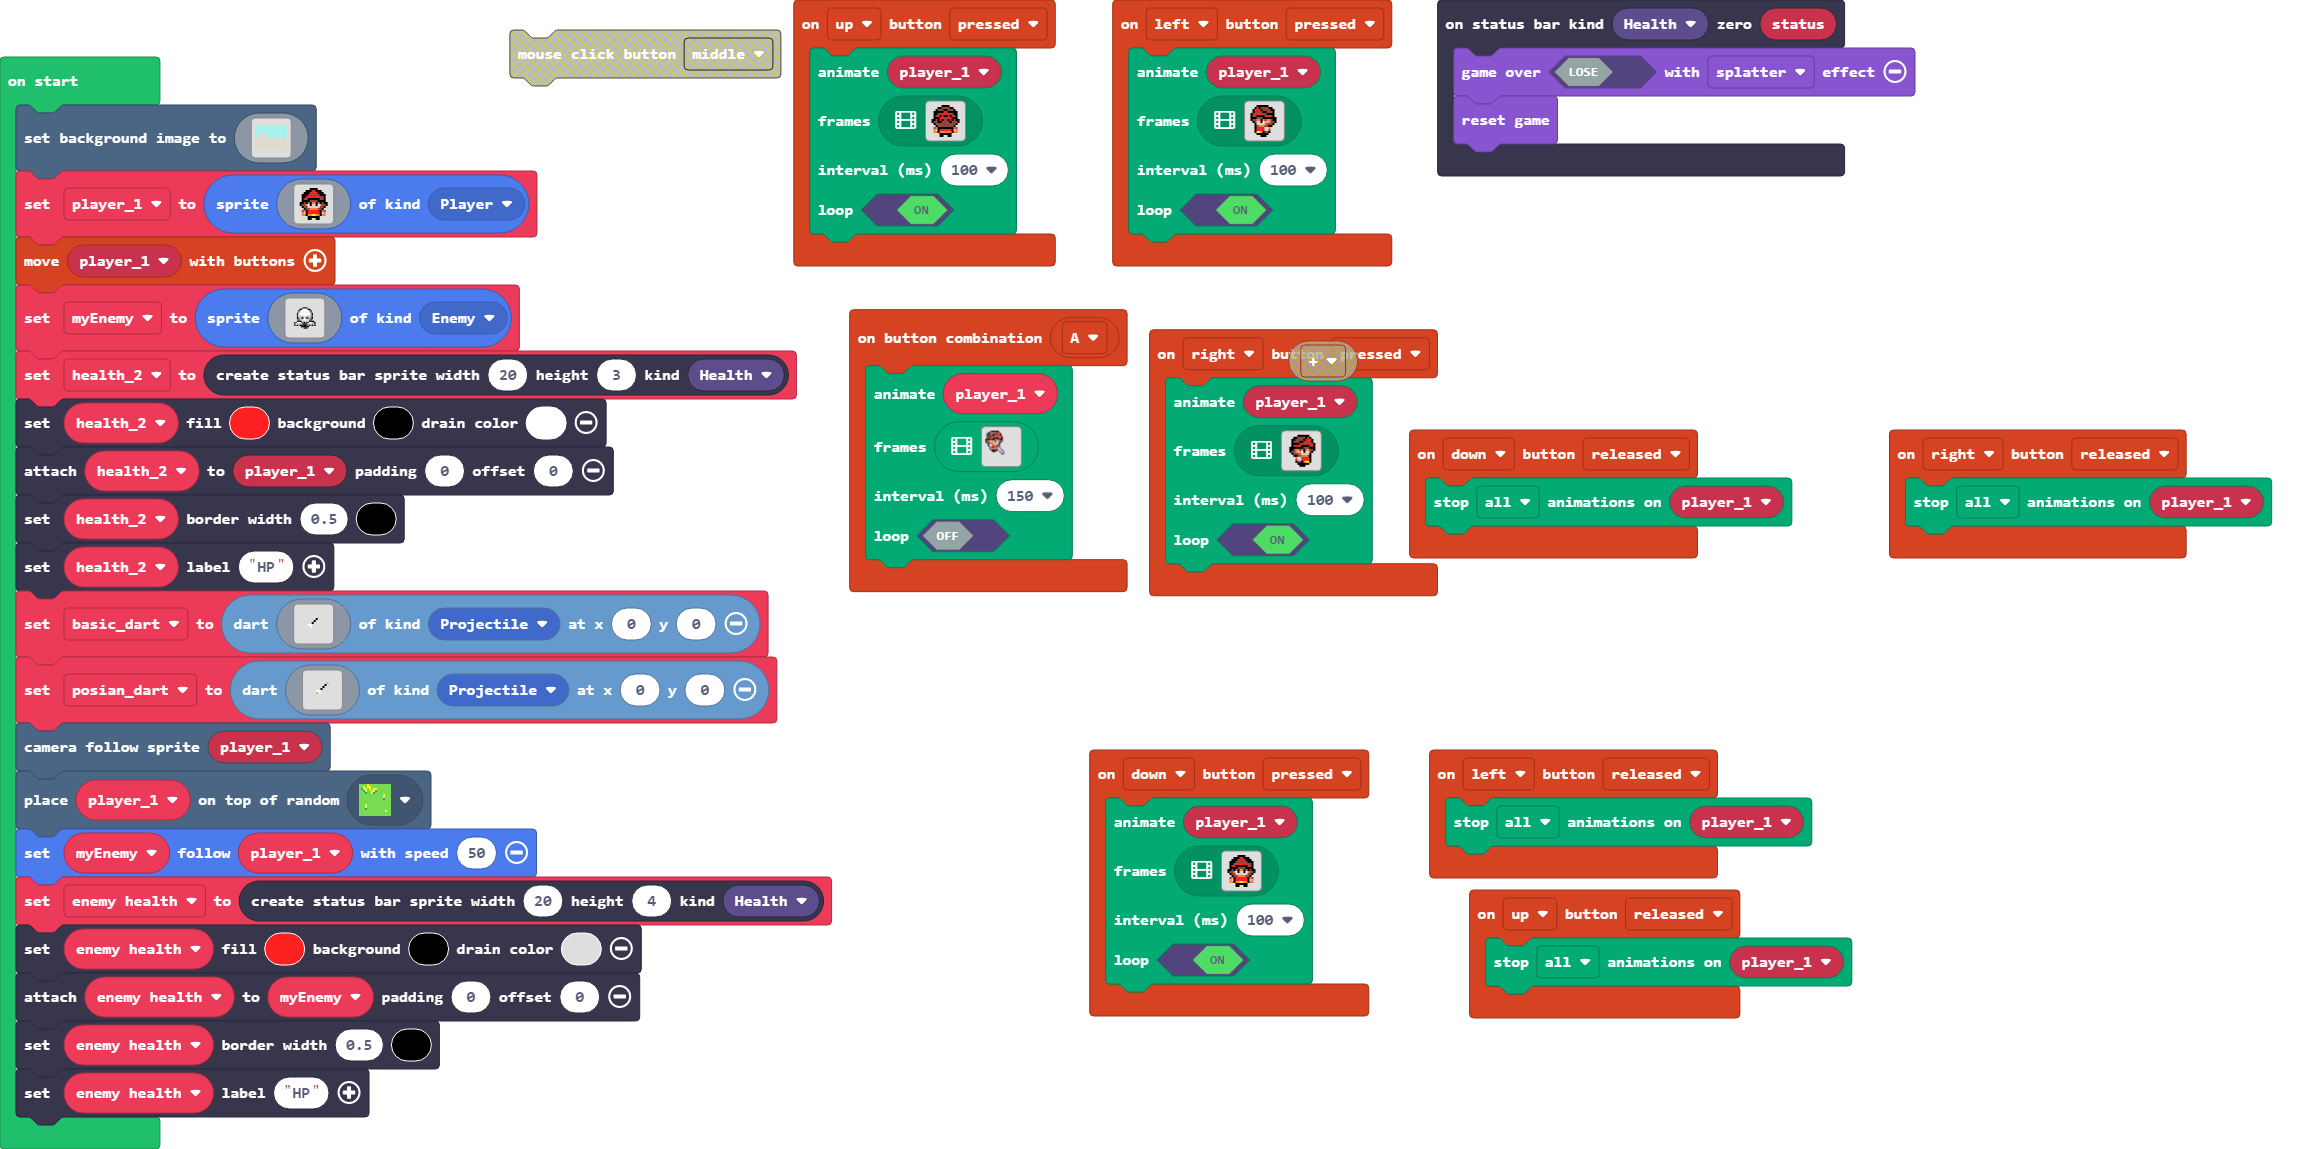 on start
set background image to
set player_1 to sprite of kind Player
move player_1 with buttons
set myEnemy to sprite of kind Enemy
set health_2 to create status bar sprite width 20 height 3 kind Health
set health_2 fill background drain color
attach health_2 to player_1 padding 0 offset 0
set health_2 border width 0.5
set health_2 label "HP"
set basic_dart to dart of kind Projectile at x 0 y 0
set posian_dart to dart of kind Projectile at x 0 y 0
camera follow sprite player_1
place player_1 on top of random
set myEnemy follow player_1 with speed 50
set enemy health to create status bar sprite width 20 height 4 kind Health
set enemy health fill background drain color
attach enemy health to myEnemy padding 0 offset 0
set enemy health border width 0.5
set enemy health label "HP"
mouse click button middle
on up button pressed
animate player_1
frames
interval (ms) 100
loop ON
on left button pressed
animate player_1
frames
interval (ms) 100
loop ON
on status bar kind Health zero status
game over LOSE with splatter effect
reset game
on button combination A
animate player_1
frames
interval (ms) 150
loop OFF
on right button pressed
+
animate player_1
frames
interval (ms) 100
loop ON
on down button released
stop all animations on player_1
on right button released
stop all animations on player_1
on down button pressed
animate player_1
frames
interval (ms) 100
loop ON
on left button released
stop all animations on player_1
on up button released
stop all animations on player_1